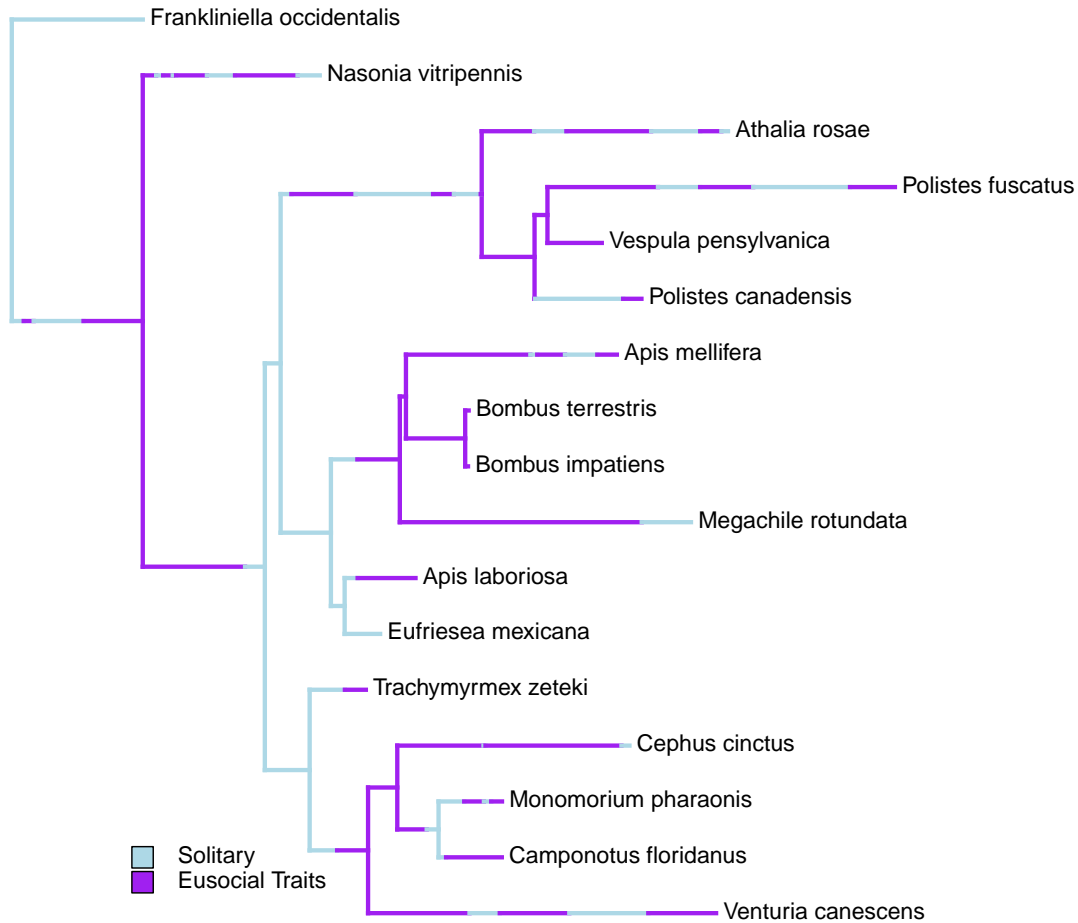 Frankliniella occidentalis
Nasonia vitripennis
Athalia rosae
Polistes fuscatus
Vespula pensylvanica
Polistes canadensis
Apis mellifera
Bombus terrestris
Bombus impatiens
Megachile rotundata
Apis laboriosa
Eufriesea mexicana
Trachymyrmex zeteki
Cephus cinctus
Monomorium pharaonis
Camponotus floridanus
Venturia canescens
Solitary
Eusocial Traits